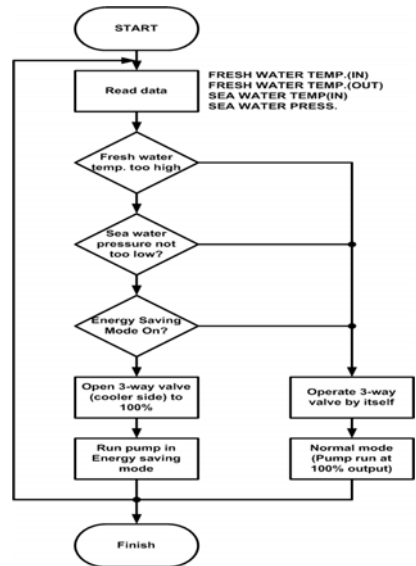 START
Read data
FRESH WATER TEMP.(IN)
FRESH WATER TEMP.(OUT)
SEA WATER TEMP(IN)
SEA WATER PRESS.
Fresh water
temp. too high
Sea water
pressure not
too low?
Energy Saving
Mode On?
Open 3-way valve
(cooler side) to
100%
Operate 3-way
valve by itself
Run pump in
Energy saving
mode
Normal mode
(Pump run at
100% output)
Finish